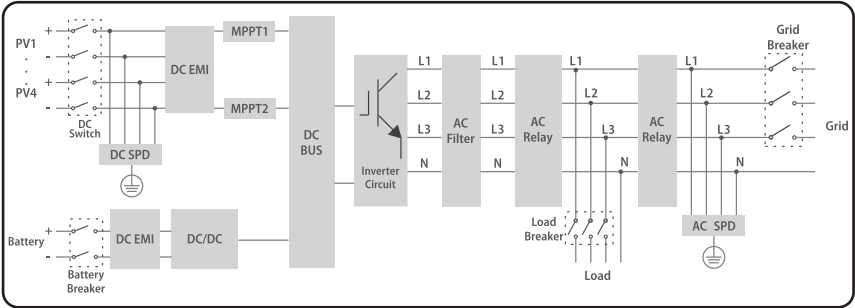 +
PV1
-
.
.
+
PV4
-
DC
Switch
DC EMI
MPPT1
MPPT2
DC SPD
DC
BUS
Inverter
Circuit
L1
L2
L3
N
AC
Filter
L1
L2
L3
N
AC
Relay
L1
L2
L3
N
AC
Relay
L1
L2
L3
N
Grid
Breaker
Grid
Load
Breaker
Load
AC SPD
+
Battery
-
Battery
Breaker
DC EMI
DC/DC